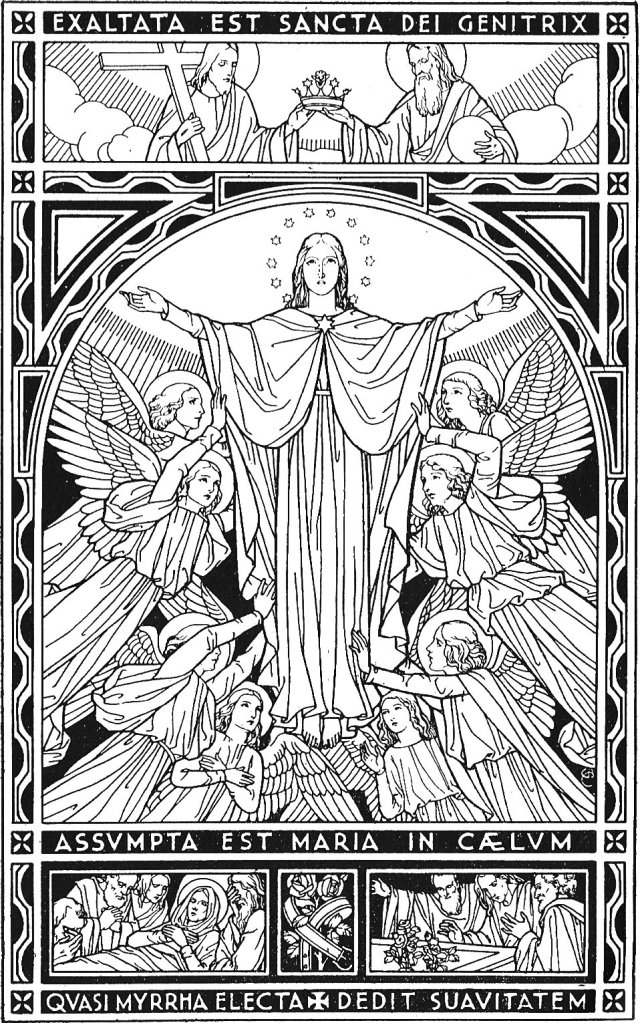 EXALTATA EST SANCTA DEI GENITRIX
ASSVMPTA EST MARIA IN CÆLVM
QVASI MYRRHA ELECTA ✠ DEDIT SUAVITATEM